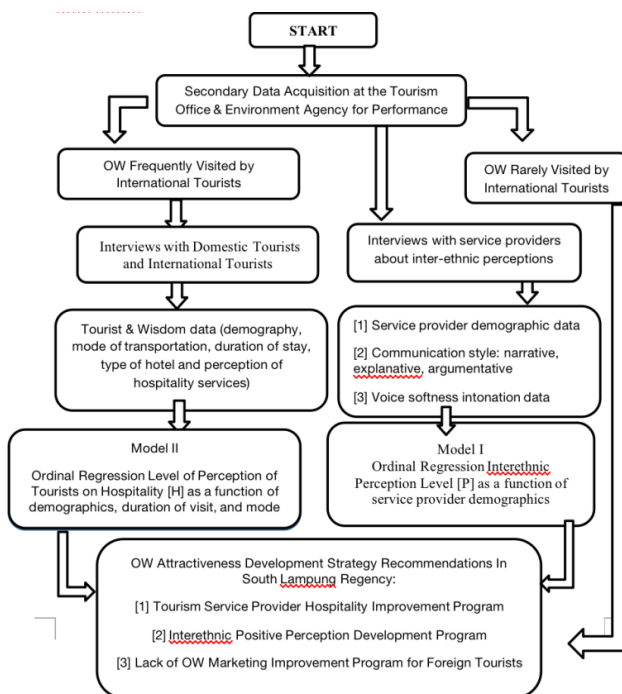 START
Secondary Data Acquisition at the Tourism
Office & Environment Agency for Performance
OW Frequently Visited by
International Tourists
OW Rarely Visited by
International Tourists
Interviews with Domestic Tourists
and International Tourists
Interviews with service providers
about inter-ethnic perceptions
Tourist & Wisdom data (demography,
mode of transportation, duration of stay,
type of hotel and perception of
hospitality services)
[1] Service provider demographic data
[2] Communication style: narrative,
explanative, argumentative
[3] Voice softness intonation data
Model II
Ordinal Regression Level of Perception of
Tourists on Hospitality [H] as a function of
demographics, duration of visit, and mode
Model I
Ordinal Regression Interethnic
Perception Level [P] as a function of
service provider demographics
OW Attractiveness Development Strategy Recommendations In
South Lampung Regency:
[1] Tourism Service Provider Hospitality Improvement Program
[2] Interethnic Positive Perception Development Program
[3] Lack of OW Marketing Improvement Program for Foreign Tourists